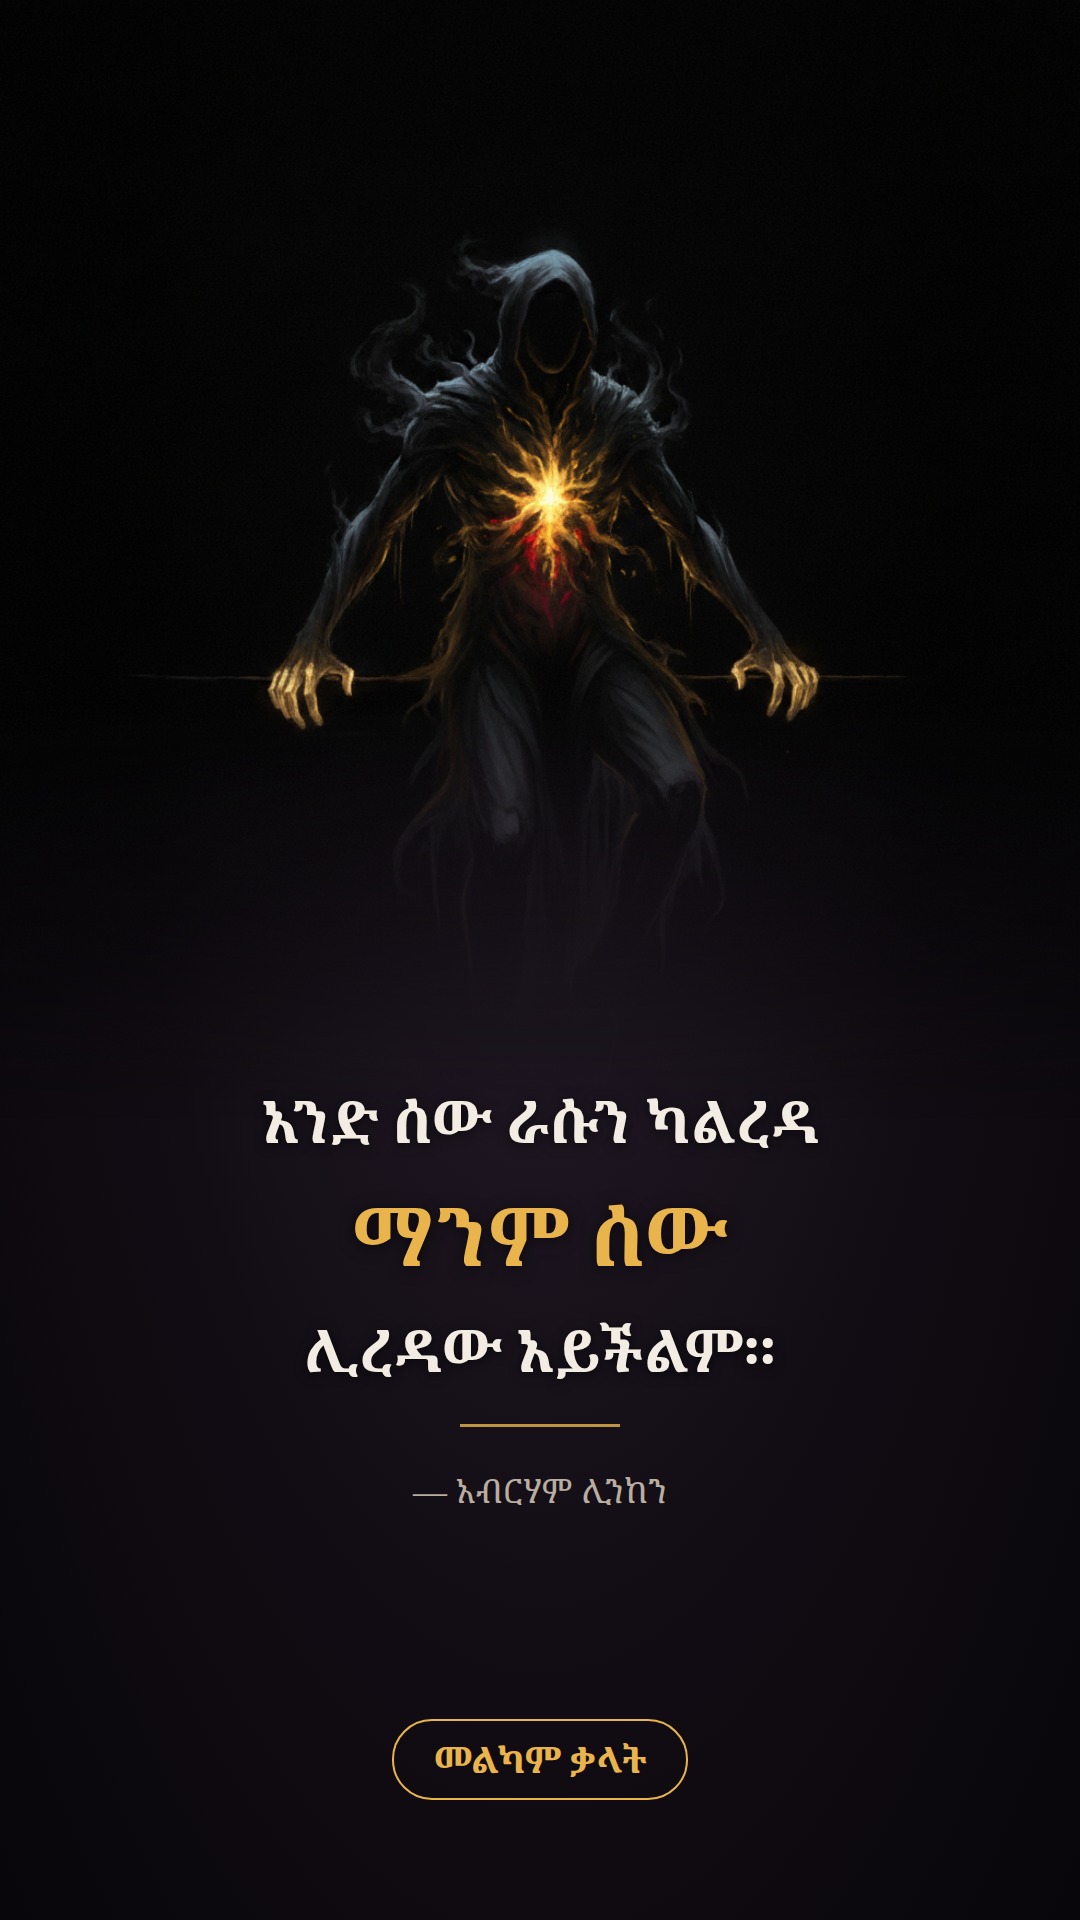 አንድ ሰው ራሱን ካልረዳ
ማንም ሰው
ሊረዳው አይችልም።
— አብርሃም ሊንከን
መልካም ቃላት